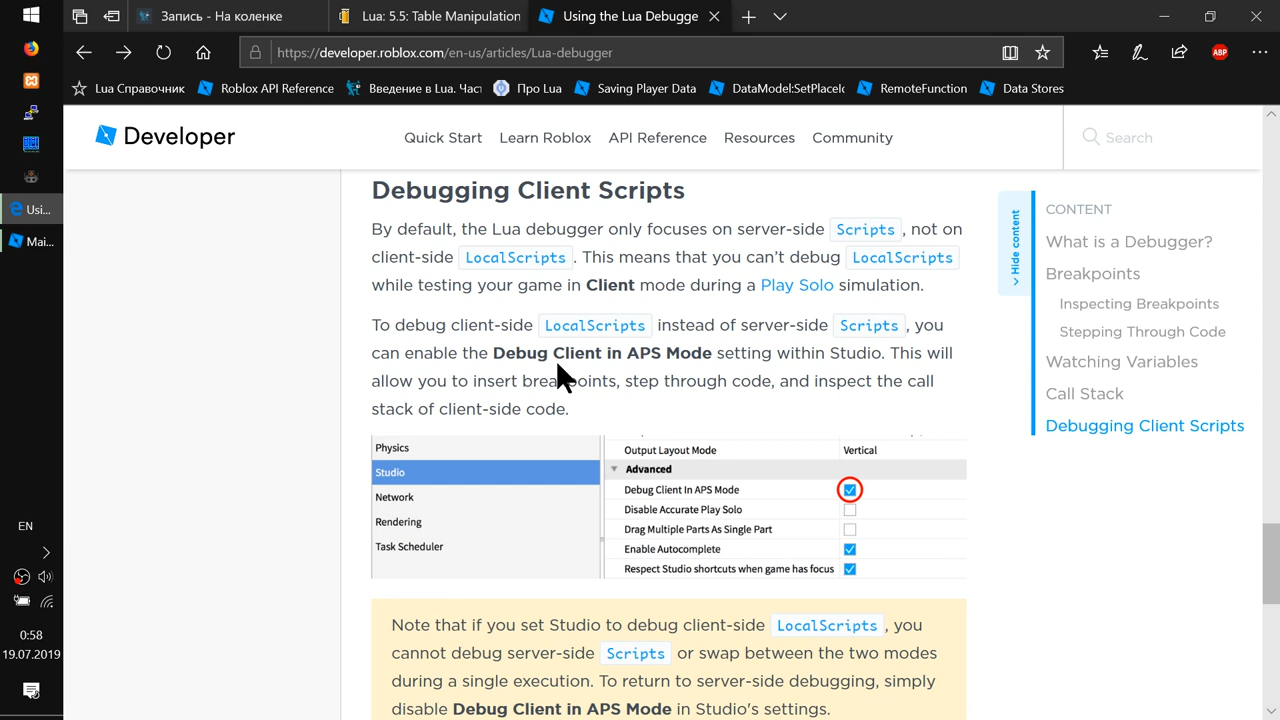 Запись - На коленке
Lua: 5.5: Table Manipulation
Using the Lua Debugge
https://developer.roblox.com/en-us/articles/Lua-debugger
ABP
Lua Справочник
Roblox API Reference
Введение в Lua. Част
Про Lua
Saving Player Data
DataModel:SetPlaceId
RemoteFunction
Data Stores
Developer
Quick Start
Learn Roblox
API Reference
Resources
Community
Search
Usi...
Mai...
EN
0:58
19.07.2019
Debugging Client Scripts
By default, the Lua debugger only focuses on server-side Scripts, not on
client-side LocalScripts. This means that you can’t debug LocalScripts
while testing your game in Client mode during a Play Solo simulation.
To debug client-side LocalScripts instead of server-side Scripts, you
can enable the Debug Client in APS Mode setting within Studio. This will
allow you to insert breakpoints, step through code, and inspect the call
stack of client-side code.
Physics
Studio
Network
Rendering
Task Scheduler
Output Layout Mode Vertical
Advanced
Debug Client In APS Mode
Disable Accurate Play Solo
Drag Multiple Parts As Single Part
Enable Autocomplete
Respect Studio shortcuts when game has focus
Note that if you set Studio to debug client-side LocalScripts, you
cannot debug server-side Scripts or swap between the two modes
during a single execution. To return to server-side debugging, simply
disable Debug Client in APS Mode in Studio's settings.
Hide content
CONTENT
What is a Debugger?
Breakpoints
Inspecting Breakpoints
Stepping Through Code
Watching Variables
Call Stack
Debugging Client Scripts